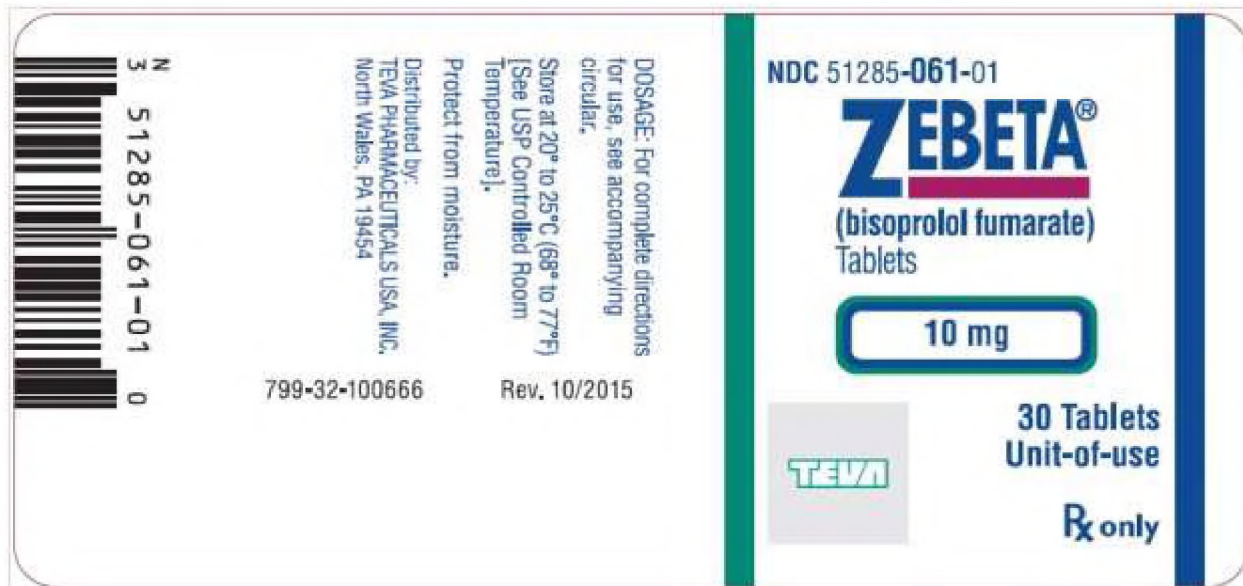 N
3 51285-061-01 0
DOSAGE: For complete directions
for use, see accompanying
circular.
Store at 20° to 25°C (68° to 77°F)
[See USP Controlled Room
Temperature].
Protect from moisture.
Distributed by:
TEVA PHARMACEUTICALS USA, INC.
North Wales, PA 19454
799-32-100666
Rev. 10/2015
NDC 51285-061-01
ZEBETA®
(bisoprolol fumarate)
Tablets
10 mg
30 Tablets
Unit-of-use
TEVA
Rx only